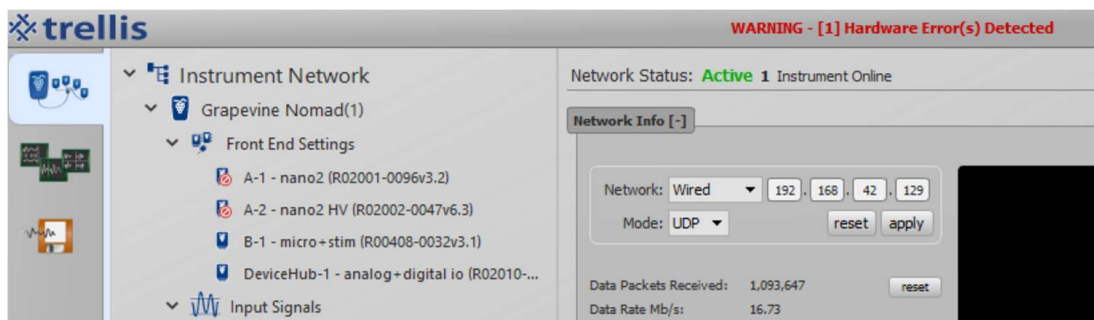 trellis
WARNING - [1] Hardware Error(s) Detected
Instrument Network
Grapevine Nomad(1)
Front End Settings
A-1 - nano2 (R02001-0096v3.2)
A-2 - nano2 HV (R02002-0047v6.3)
B-1 - micro+stim (R00408-0032v3.1)
DeviceHub-1 - analog+digital io (R02010-...
Input Signals
Network Status: Active 1 Instrument Online
Network Info [-]
Network: Wired 192 . 168 . 42 . 129
Mode: UDP reset apply
Data Packets Received: 1,093,647 reset
Data Rate Mb/s: 16.73